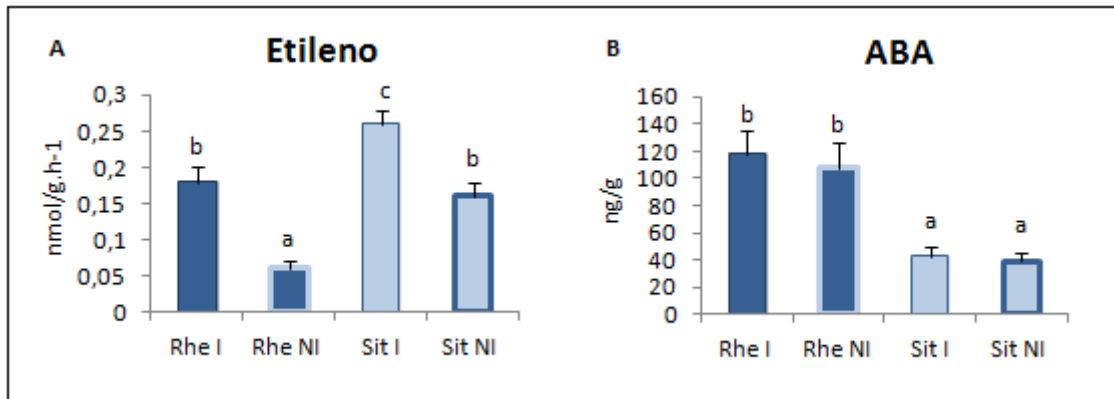 A
Etileno
nmol/g.h-1
0,3
0,25
0,2
0,15
0,1
0,05
0
b
a
c
b
Rhe I
Rhe NI
Sit I
Sit NI
B
ABA
ng/g
160
140
120
100
80
60
40
20
0
b
b
a
a
Rhe I
Rhe NI
Sit I
Sit NI